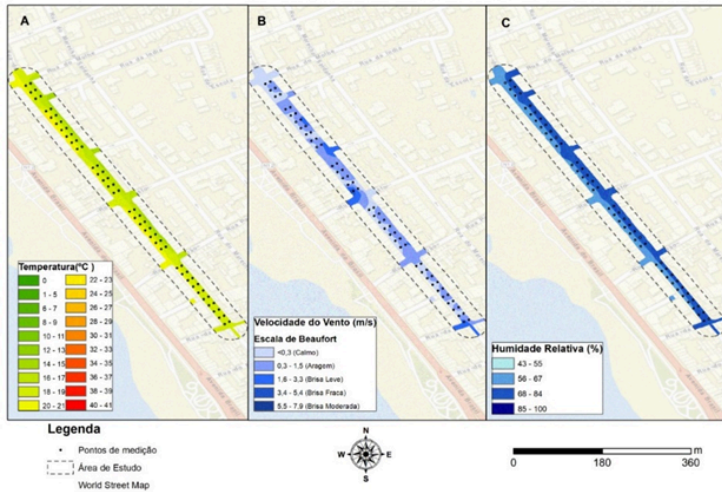 A
Temperatura(ºC)
0
1 - 5
6 - 7
8 - 9
10 - 11
12 - 13
14 - 15
16 - 17
18 - 19
20 - 21
22 - 23
24 - 25
26 - 27
28 - 29
30 - 31
32 - 33
34 - 35
36 - 37
38 - 39
40 - 41
B
Rua da Índia
Velocidade do Vento (m/s)
Escala de Beaufort
<0,3 (Calmo)
0,3 - 1,5 (Aragem)
1,6 - 3,3 (Brisa Leve)
3,4 - 5,4 (Brisa Fraca)
5,5 - 7,9 (Brisa Moderada)
C
Humidade Relativa (%)
43 - 55
56 - 67
68 - 84
85 - 100
Legenda
Pontos de medição
Área de Estudo
World Street Map
N
W E
S
m
0 180 360